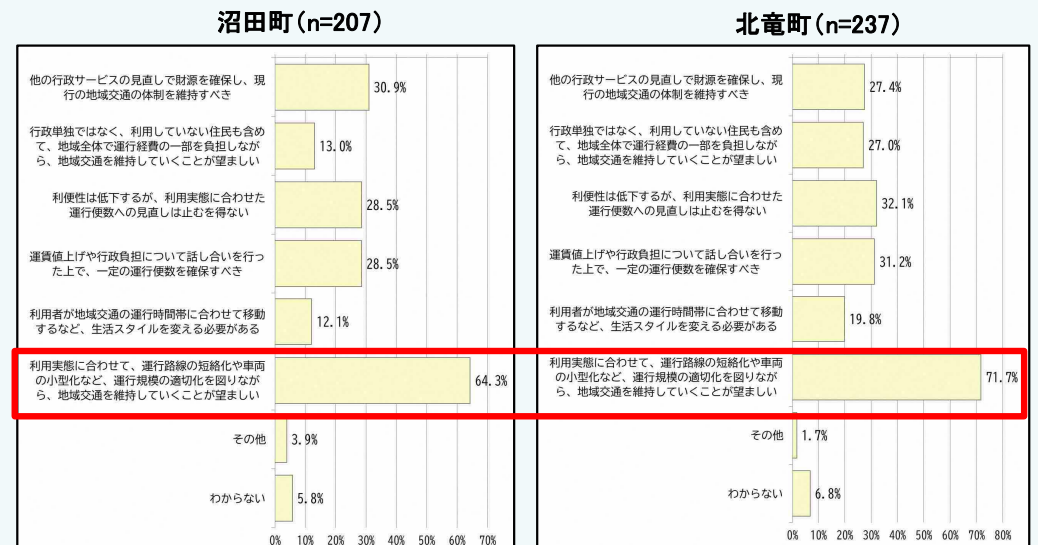 沼田町(n=207)
他の行政サービスの見直しで財源を確保し、現
行の地域交通の体制を維持すべき
30.9%
行政単独ではなく、利用していない住民も含め
て、地域全体で運行経費の一部を負担しなが
ら、地域交通を維持していくことが望ましい
13.0%
利便性は低下するが、利用実態に合わせた
運行便数への見直しは止むを得ない
28.5%
運賃値上げや行政負担について話し合いを行っ
た上で、一定の運行便数を確保すべき
28.5%
利用者が地域交通の運行時間帯に合わせて移動
するなど、生活スタイルを変える必要がある
12.1%
利用実態に合わせて、運行路線の短絡化や車両
の小型化など、運行規模の適切化を図りなが
ら、地域交通を維持していくことが望ましい
64.3%
その他
3.9%
わからない
5.8%
0% 10% 20% 30% 40% 50% 60% 70%
北竜町(n=237)
他の行政サービスの見直しで財源を確保し、現
行の地域交通の体制を維持すべき
27.4%
行政単独ではなく、利用していない住民も含め
て、地域全体で運行経費の一部を負担しなが
ら、地域交通を維持していくことが望ましい
27.0%
利便性は低下するが、利用実態に合わせた
運行便数への見直しは止むを得ない
32.1%
運賃値上げや行政負担について話し合いを行っ
た上で、一定の運行便数を確保すべき
31.2%
利用者が地域交通の運行時間帯に合わせて移動
するなど、生活スタイルを変える必要がある
19.8%
利用実態に合わせて、運行路線の短絡化や車両
の小型化など、運行規模の適切化を図りなが
ら、地域交通を維持していくことが望ましい
71.7%
その他
1.7%
わからない
6.8%
0% 10% 20% 30% 40% 50% 60% 70% 80%